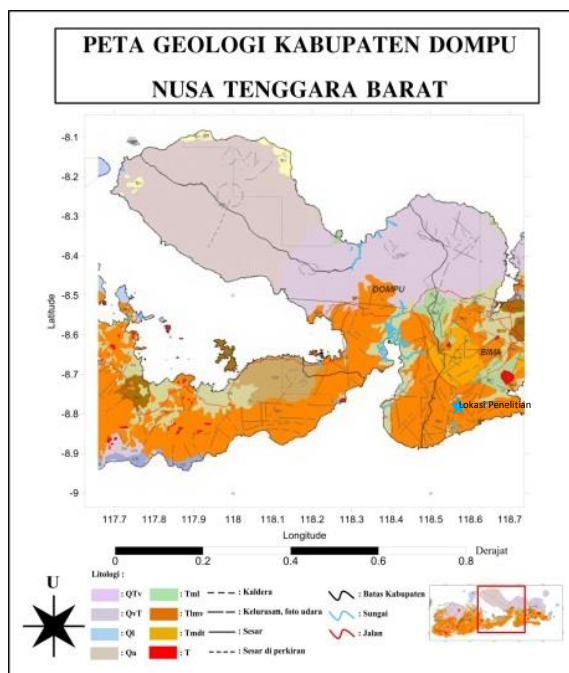 PETA GEOLOGI KABUPATEN DOMPU
NUSA TENGGARA BARAT
-8.1
-8.2
-8.3
-8.4
-8.5
-8.6
-8.7
-8.8
-8.9
-9
Latitude
DOMPU
BIMA
Lokasi Penelitian
117.7 117.8 117.9 118 118.1 118.2 118.3 118.4 118.5 118.6 118.7
Longitude
0 0.2 0.4 0.6 0.8 Derajat
U
Litologi :
: QTv : Tml : Kaldera : Batas Kabupaten
: QvT : Tlmv : Kelurusan, foto udara : Sungai
: Ql : Tmdt : Sesar : Jalan
: Qa : T : Sesar di perkiran